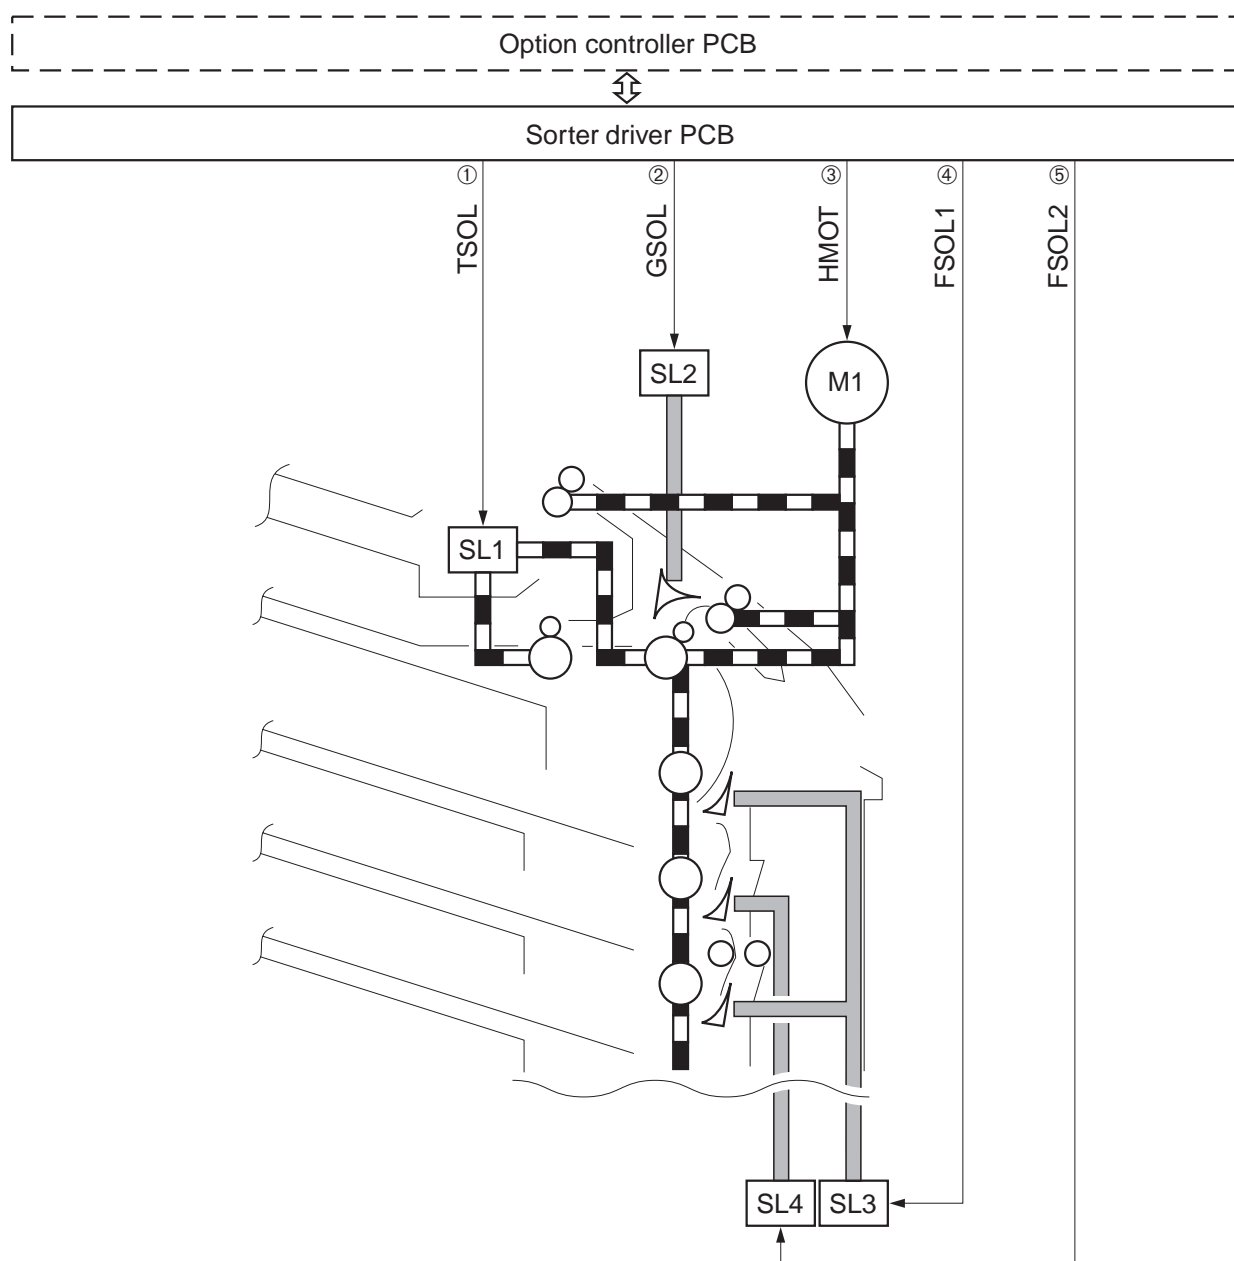 Option controller PCB
Sorter driver PCB
①
②
③
④
⑤
TSOL
GSOL
HMOT
FSOL1
FSOL2
SL2
M1
SL1
SL4
SL3